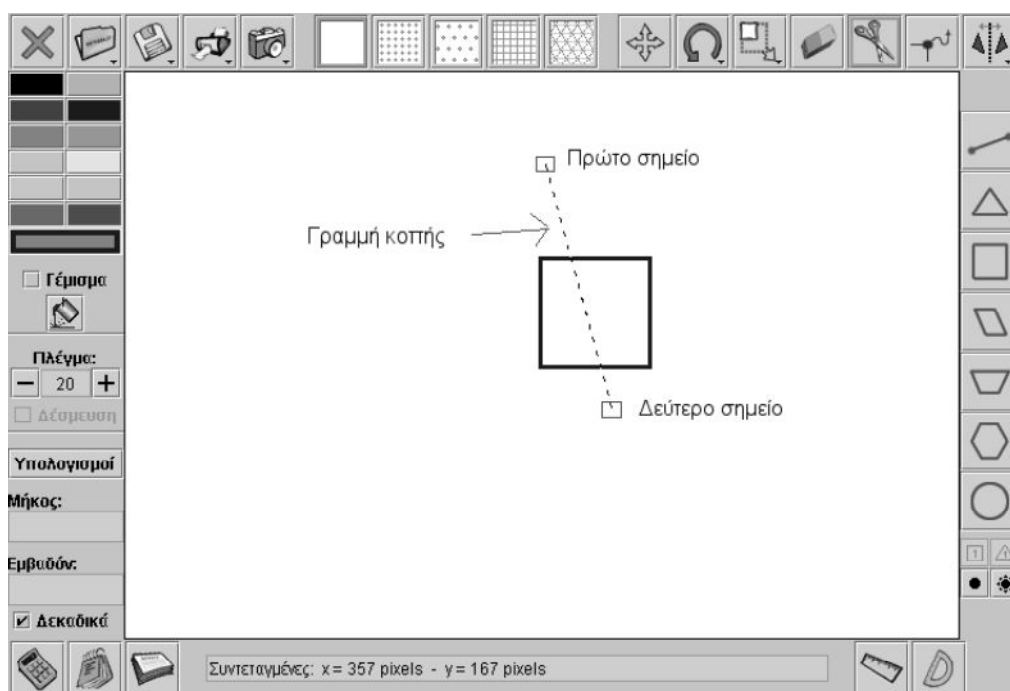 Πρώτο σημείο
Γραμμή κοπής
Γέμισμα
Πλέγμα:
20
Δέσμευση
Δεύτερο σημείο
Υπολογισμοί
Μήκος:
Εμβαδόν:
1
Δεκαδικά
Συντεταγμένες: x = 357 pixels - y = 167 pixels